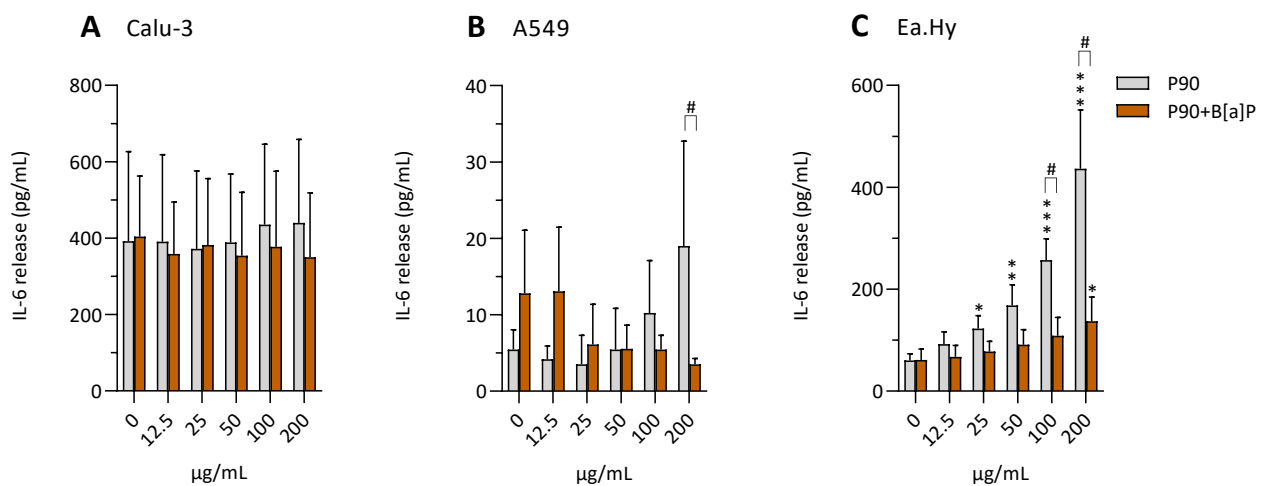 A Calu-3
IL-6 release (pg/mL)
800
600
400
200
0
0 12.5 25 50 100 200
µg/mL
B A549
IL-6 release (pg/mL)
40
30
20
10
0
#
0 12.5 25 50 100 200
µg/mL
C Ea.Hy
IL-6 release (pg/mL)
600
400
200
0
*
**
***
#
***
#
*
0 12.5 25 50 100 200
µg/mL
P90
P90+B[a]P